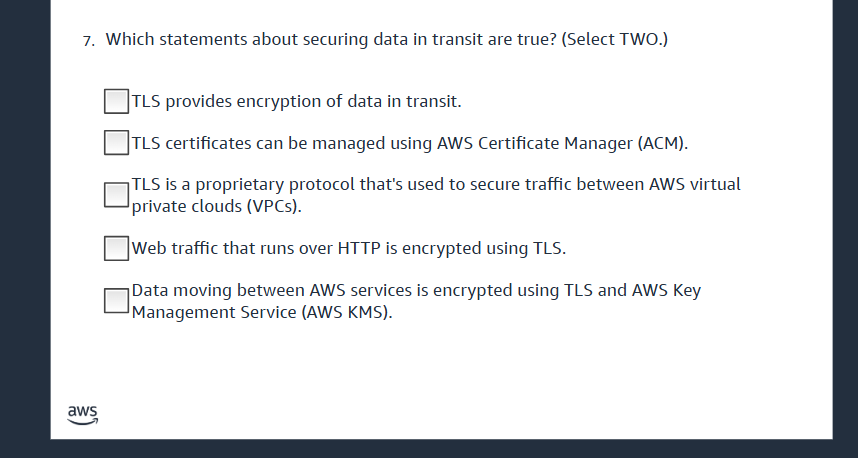 7. Which statements about securing data in transit are true? (Select TWO.)
TLS provides encryption of data in transit.
TLS certificates can be managed using AWS Certificate Manager (ACM).
TLS is a proprietary protocol that's used to secure traffic between AWS virtual
private clouds (VPCs).
Web traffic that runs over HTTP is encrypted using TLS.
Data moving between AWS services is encrypted using TLS and AWS Key
Management Service (AWS KMS).
aws